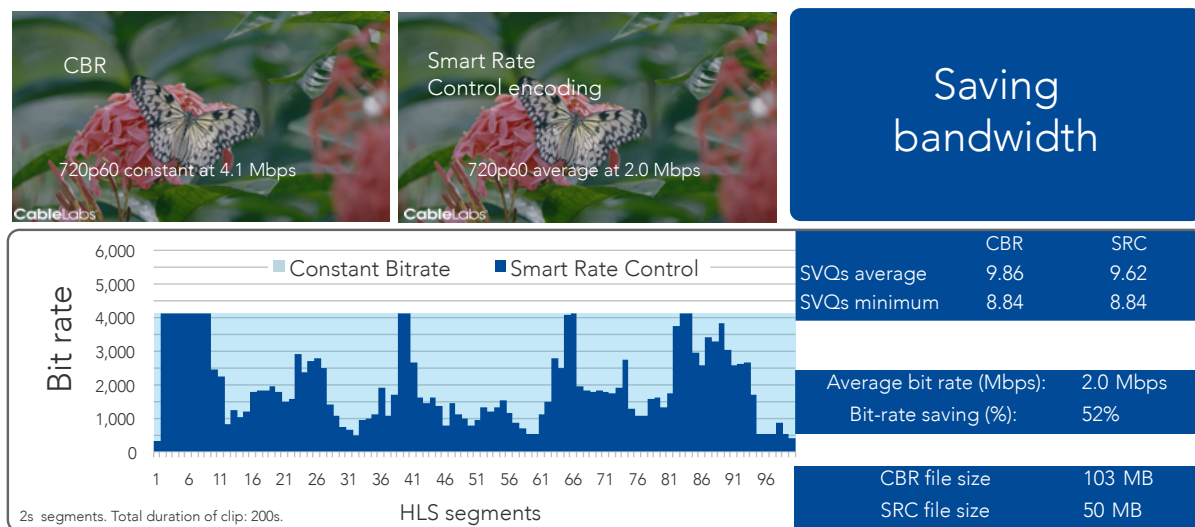 CBR
720p60 constant at 4.1 Mbps
CableLabs
Smart Rate
Control encoding
720p60 average at 2.0 Mbps
CableLabs
Saving
bandwidth
Bit rate
6,000
5,000
4,000
3,000
2,000
1,000
0
Constant Bitrate
Smart Rate Control
1 6 11 16 21 26 31 36 41 46 51 56 61 66 71 76 81 86 91 96
HLS segments
2s segments. Total duration of clip: 200s.
CBR SRC
SVQs average 9.86 9.62
SVQs minimum 8.84 8.84
Average bit rate (Mbps): 2.0 Mbps
Bit-rate saving (%): 52%
CBR file size 103 MB
SRC file size 50 MB